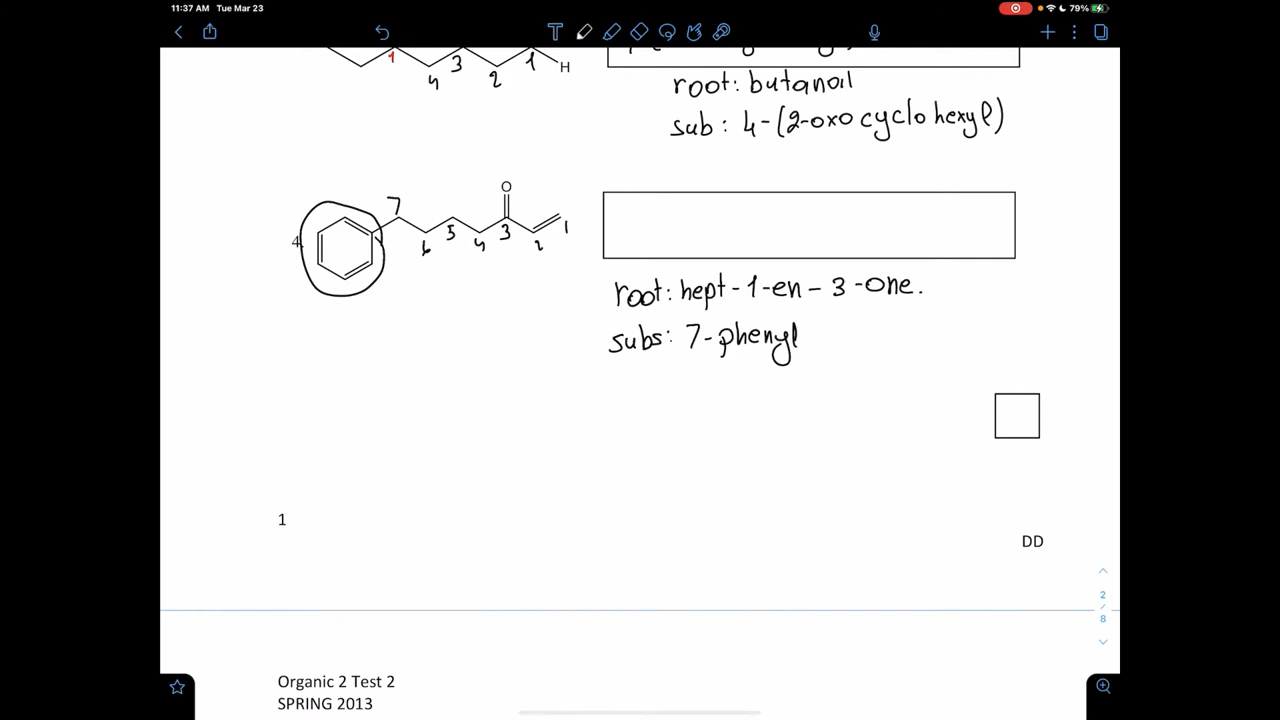 11:37 AM Tue Mar 23
79%
T
1
4
3
2
1
H
root: butanoil
sub: 4-(2-oxo cyclohexyl)
O
7
4.
6
5
4
3
2
1
root: hept-1-en-3-one.
subs: 7-phenyl
1
DD
2
/
8
Organic 2 Test 2
SPRING 2013